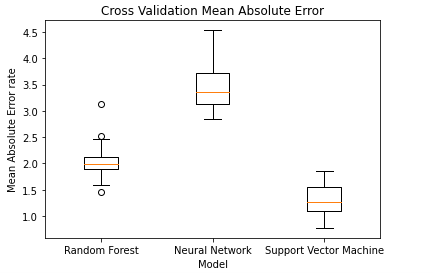 Cross Validation Mean Absolute Error
Mean Absolute Error rate
4.5
4.0
3.5
3.0
2.5
2.0
1.5
1.0
Random Forest Neural Network Support Vector Machine
Model